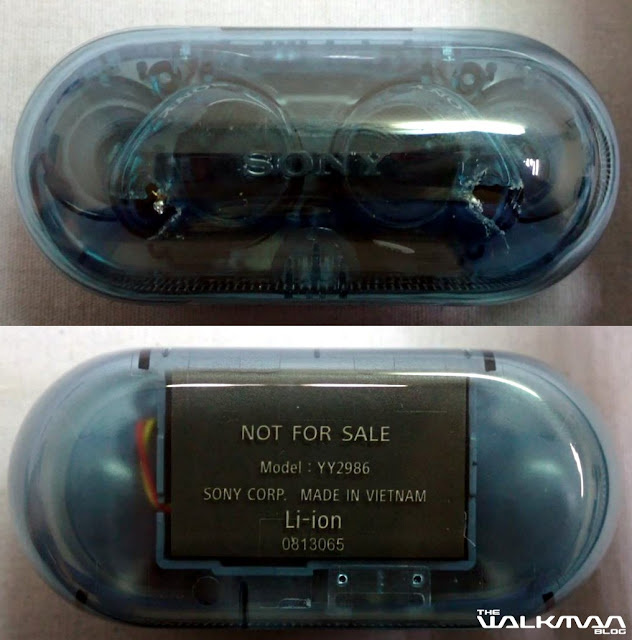 SONY
NOT FOR SALE
Model : YY2986
SONY CORP. MADE IN VIETNAM
Li-ion
0813065
THE
WALKMAN
BLOG